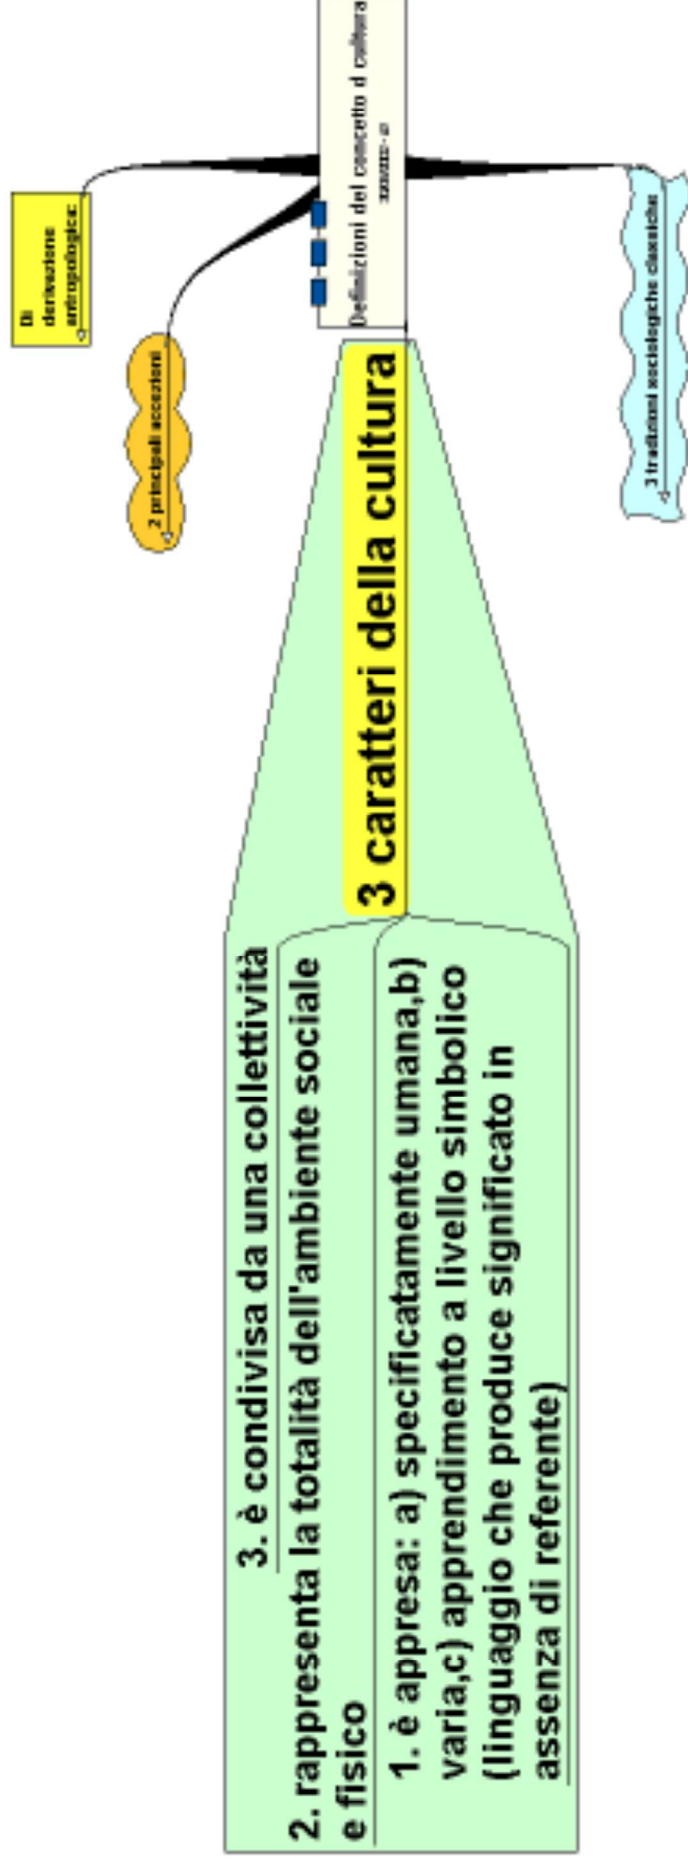 Di
derivazione
antropologica:
2 principali accezioni
Definizioni del concetto d cultura
3 tradizioni sociologiche classiche
3 caratteri della cultura
3. è condivisa da una collettività
2. rappresenta la totalità dell'ambiente sociale
e fisico
1. è appresa: a) specificatamente umana,b)
varia,c) apprendimento a livello simbolico
(linguaggio che produce significato in
assenza di referente)